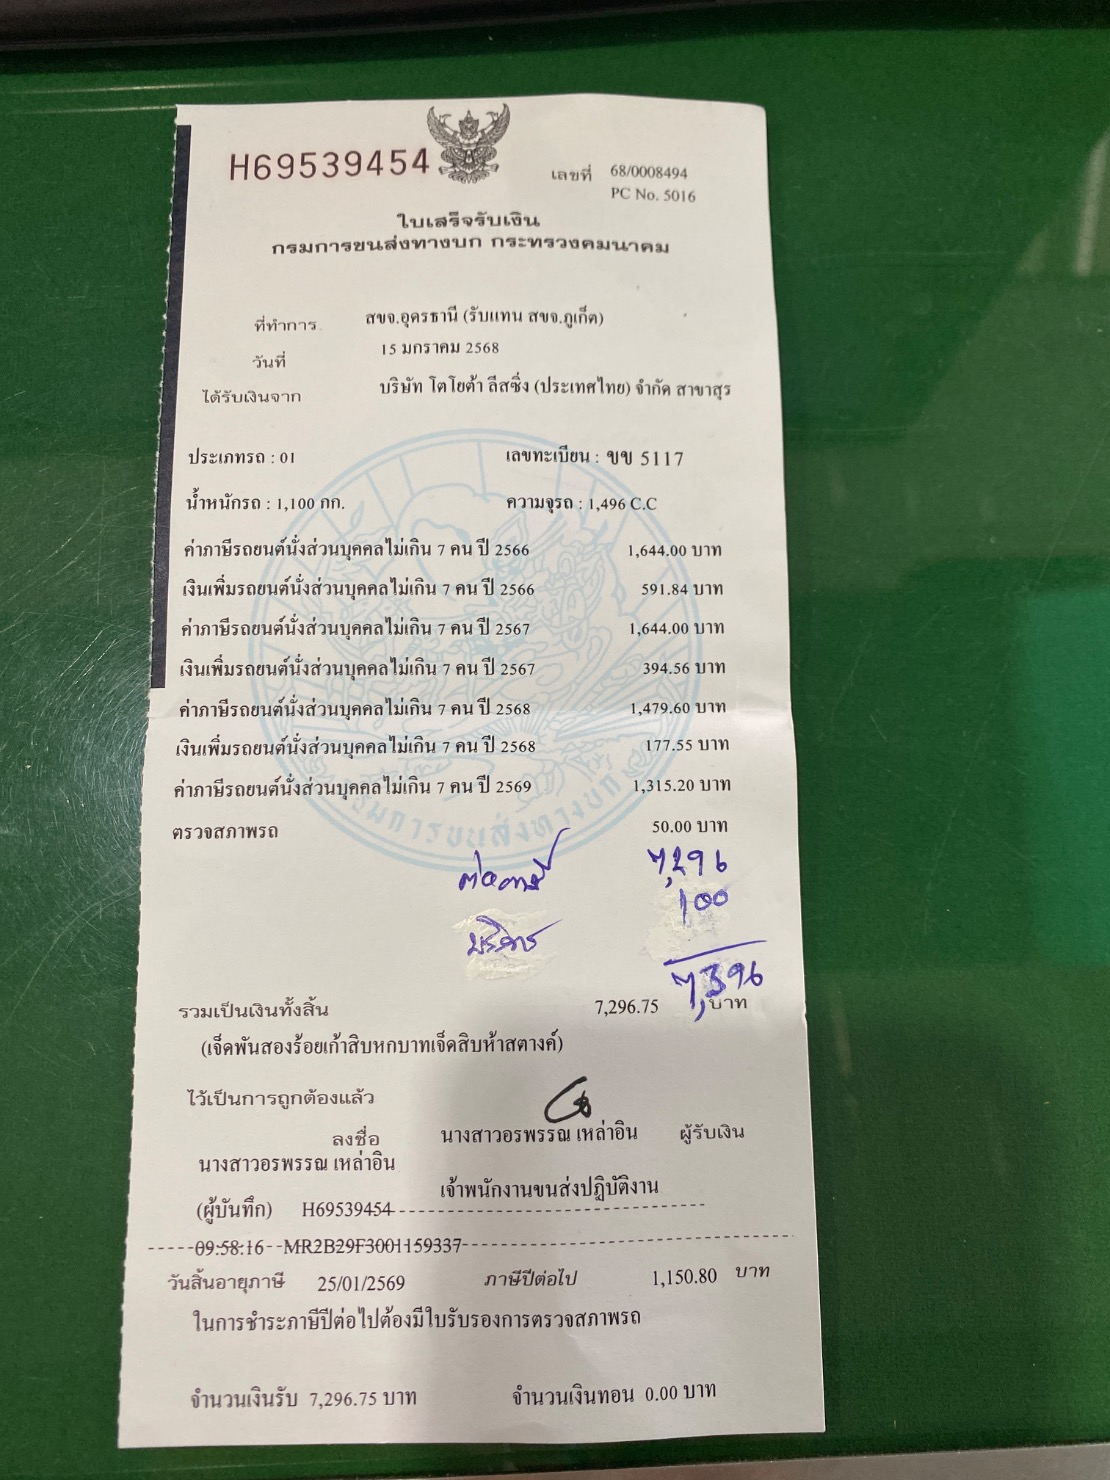 H69539454
เลขที่ 68/0008494
PC No. 5016
ใบเสร็จรับเงิน
กรมการขนส่งทางบก กระทรวงคมนาคม
ที่ทำการ สขจ.อุดรธานี (รับแทน สขจ.ภูเก็ต)
วันที่ 15 มกราคม 2568
ได้รับเงินจาก บริษัท โตโยต้า ลีสซิ่ง (ประเทศไทย) จำกัด สาขาสุร
ประเภทรถ : 01 เลขทะเบียน : ขข 5117
น้ำหนักรถ : 1,100 กก. ความจุรถ : 1,496 C.C
ค่าภาษีรถยนต์นั่งส่วนบุคคลไม่เกิน 7 คน ปี 2566 1,644.00 บาท
เงินเพิ่มรถยนต์นั่งส่วนบุคคลไม่เกิน 7 คน ปี 2566 591.84 บาท
ค่าภาษีรถยนต์นั่งส่วนบุคคลไม่เกิน 7 คน ปี 2567 1,644.00 บาท
เงินเพิ่มรถยนต์นั่งส่วนบุคคลไม่เกิน 7 คน ปี 2567 394.56 บาท
ค่าภาษีรถยนต์นั่งส่วนบุคคลไม่เกิน 7 คน ปี 2568 1,479.60 บาท
เงินเพิ่มรถยนต์นั่งส่วนบุคคลไม่เกิน 7 คน ปี 2568 177.55 บาท
ค่าภาษีรถยนต์นั่งส่วนบุคคลไม่เกิน 7 คน ปี 2569 1,315.20 บาท
กรมการขนส่งทางบก
ตรวจสภาพรถ 50.00 บาท
ต่อภาษี 7,296
บริการ 100
7,396
รวมเป็นเงินทั้งสิ้น 7,296.75 บาท
(เจ็ดพันสองร้อยเก้าสิบหกบาทเจ็ดสิบห้าสตางค์)
ไว้เป็นการถูกต้องแล้ว
ลงชื่อ นางสาวอรพรรณ เหล่าอิน ผู้รับเงิน
นางสาวอรพรรณ เหล่าอิน
เจ้าพนักงานขนส่งปฏิบัติงาน
(ผู้บันทึก) H69539454
09:58:16 MR2B29F3001159337
วันสิ้นอายุภาษี 25/01/2569 ภาษีปีต่อไป 1,150.80 บาท
ในการชำระภาษีปีต่อไปต้องมีใบรับรองการตรวจสภาพรถ
จำนวนเงินรับ 7,296.75 บาท จำนวนเงินทอน 0.00 บาท